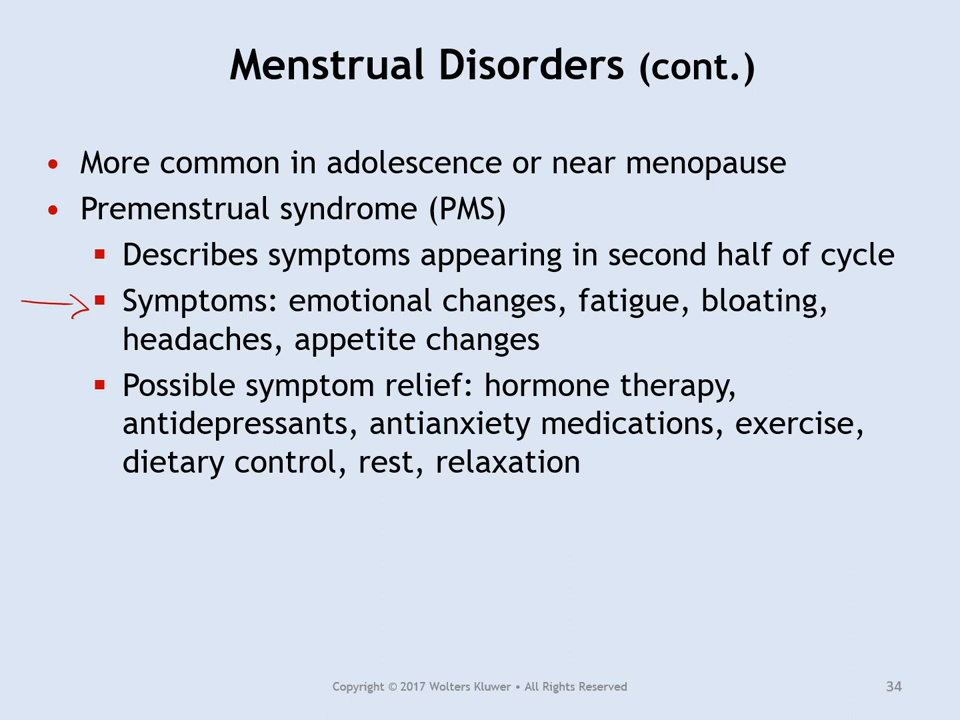 Menstrual Disorders (cont.)
• More common in adolescence or near menopause
• Premenstrual syndrome (PMS)
▪ Describes symptoms appearing in second half of cycle
▪ Symptoms: emotional changes, fatigue, bloating,
headaches, appetite changes
▪ Possible symptom relief: hormone therapy,
antidepressants, antianxiety medications, exercise,
dietary control, rest, relaxation
Copyright © 2017 Wolters Kluwer • All Rights Reserved
34